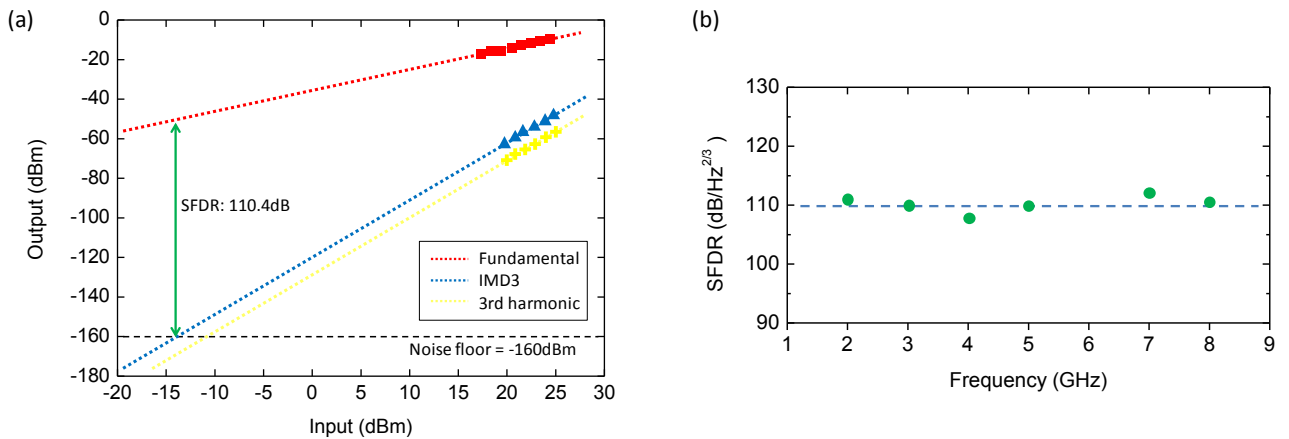 (a)
0
-20
-40
-60
-80
-100
-120
-140
-160
-180
Output (dBm)
SFDR: 110.4dB
Fundamental
IMD3
3rd harmonic
Noise floor = -160dBm
-20 -15 -10 -5 0 5 10 15 20 25 30
Input (dBm)
(b)
130
120
110
100
90
SFDR (dB/Hz^2/3)
1 2 3 4 5 6 7 8 9
Frequency (GHz)